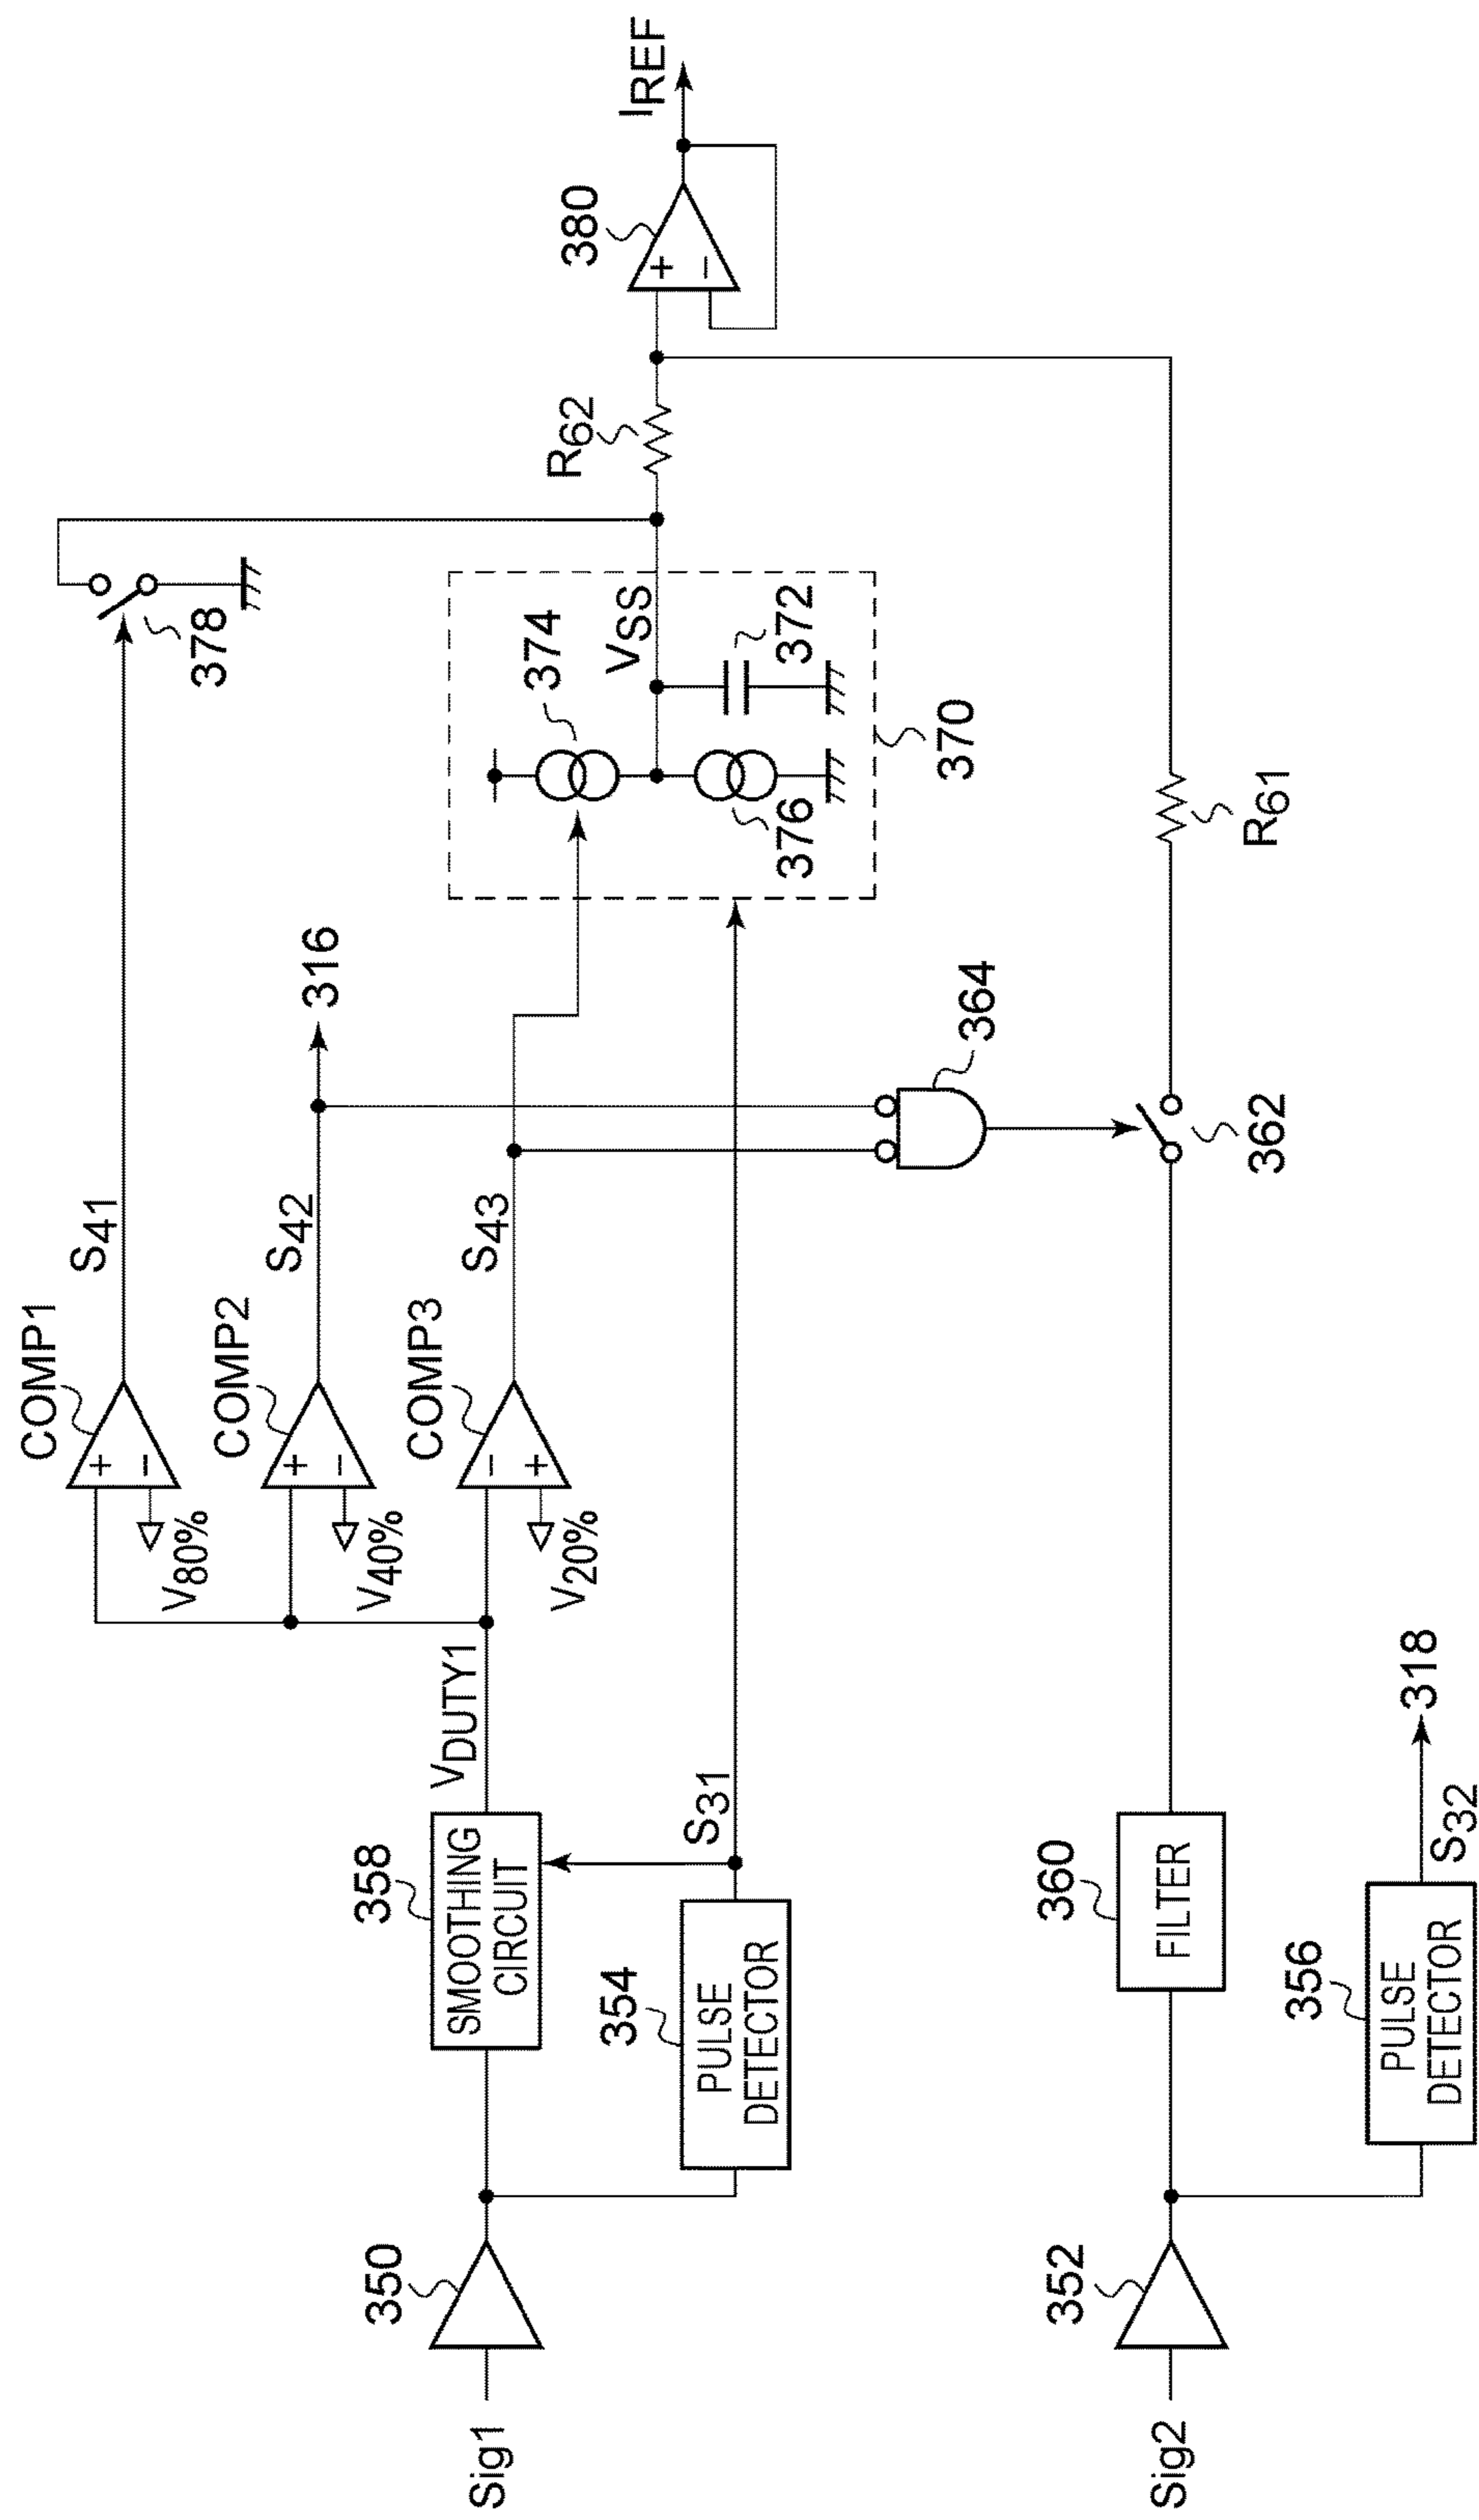 Sig1
350
358
SMOOTHING
CIRCUIT
354
PULSE
DETECTOR
S31
VDUTY1
COMP1
V80%
S41
COMP2
V40%
S42
316
COMP3
V20%
S43
378
374
VSS
376
372
370
R62
380
IREF
364
Sig2
352
360
FILTER
362
R61
356
PULSE
DETECTOR
S32
318
+
−
+
−
−
+
+
−